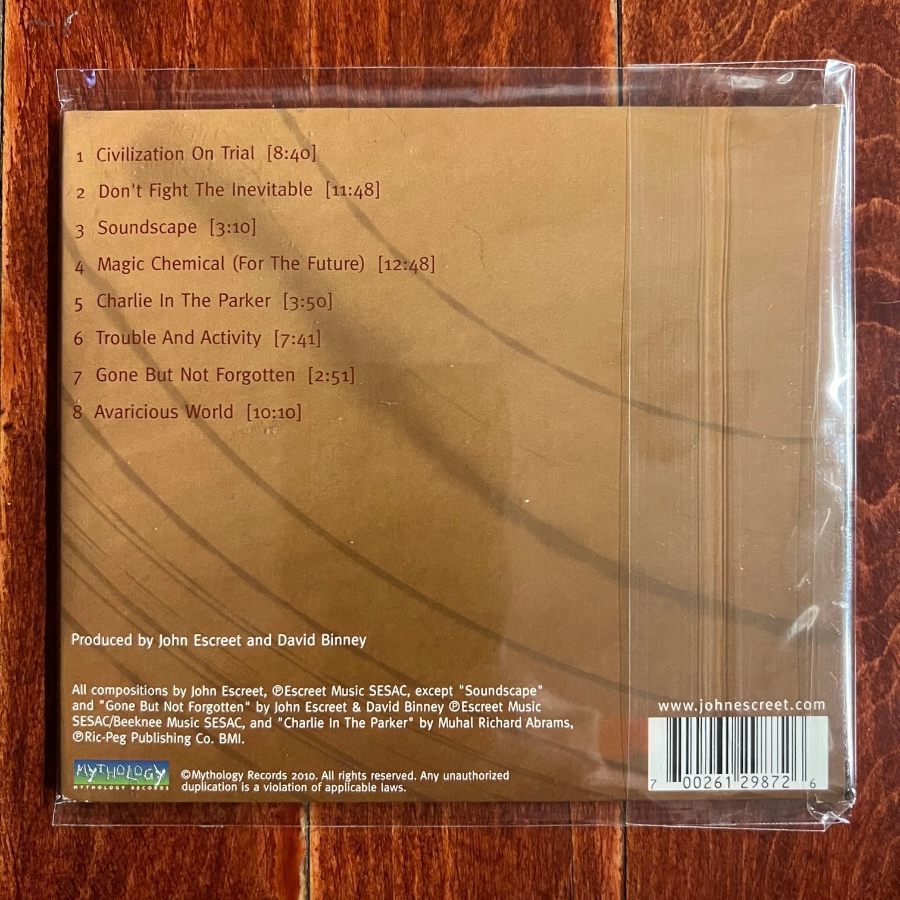 1 Civilization On Trial [8:40]
2 Don't Fight The Inevitable [11:48]
3 Soundscape [3:10]
4 Magic Chemical (For The Future) [12:48]
5 Charlie In The Parker [3:50]
6 Trouble And Activity [7:41]
7 Gone But Not Forgotten [2:51]
8 Avaricious World [10:10]
Produced by John Escreet and David Binney
All compositions by John Escreet, ℗Escreet Music SESAC, except "Soundscape"
and "Gone But Not Forgotten" by John Escreet & David Binney ℗Escreet Music
SESAC/Beeknee Music SESAC, and "Charlie In The Parker" by Muhal Richard Abrams,
℗Ric-Peg Publishing Co. BMI.
www.johnescreet.com
MYTHOLOGY
MYTHOLOGY RECORDS
©Mythology Records 2010. All rights reserved. Any unauthorized
duplication is a violation of applicable laws.
7 00261 29872 6